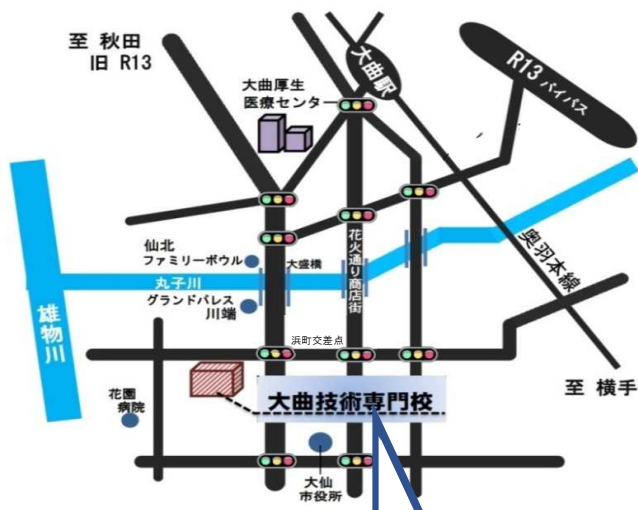 至 秋田
旧 R13
大曲駅
R13 バイパス
大曲厚生
医療センター
仙北
ファミリーボウル
大盛橋
花火通り商店街
丸子川
グランドパレス
川端
雄物川
奥羽本線
浜町交差点
至 横手
花園
病院
大曲技術専門校
大仙
市役所